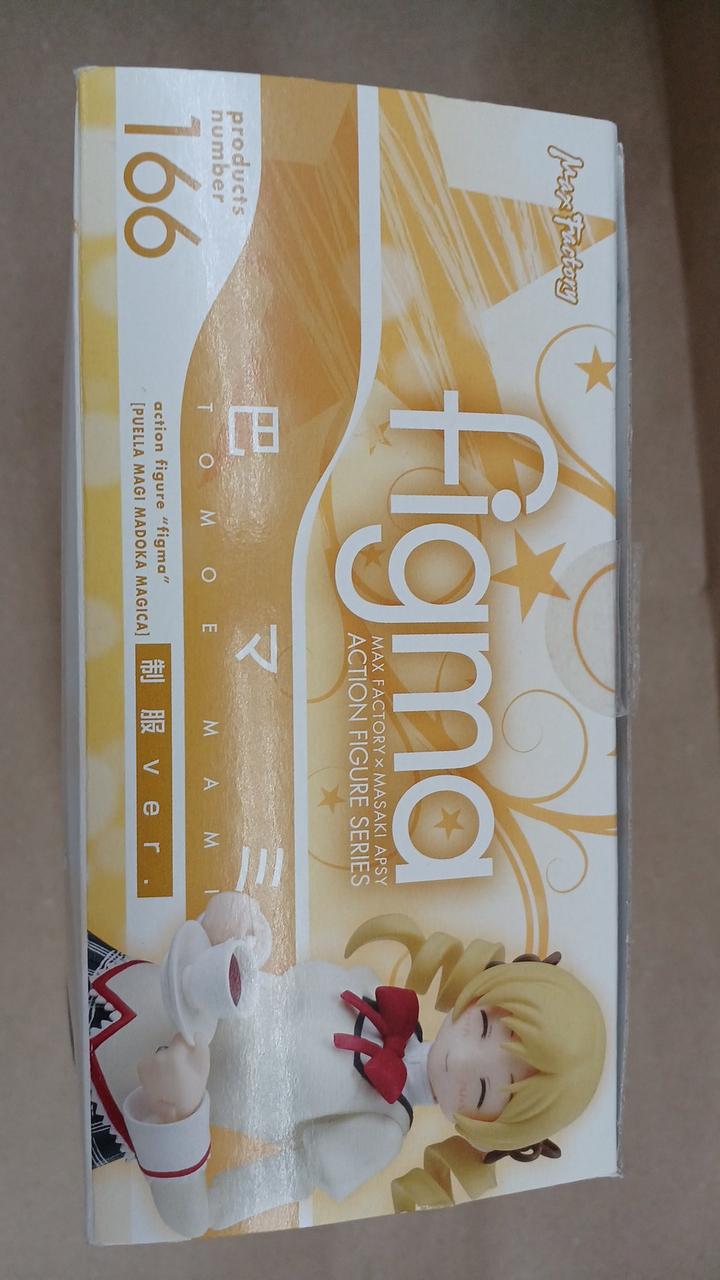 Max Factory
figma
MAX FACTORY × MASAKI APSY
ACTION FIGURE SERIES
products
number
166
巴マミ
TOMOE MAMI
action figure "figma"
[PUELLA MAGI MADOKA MAGICA]
制服ver.